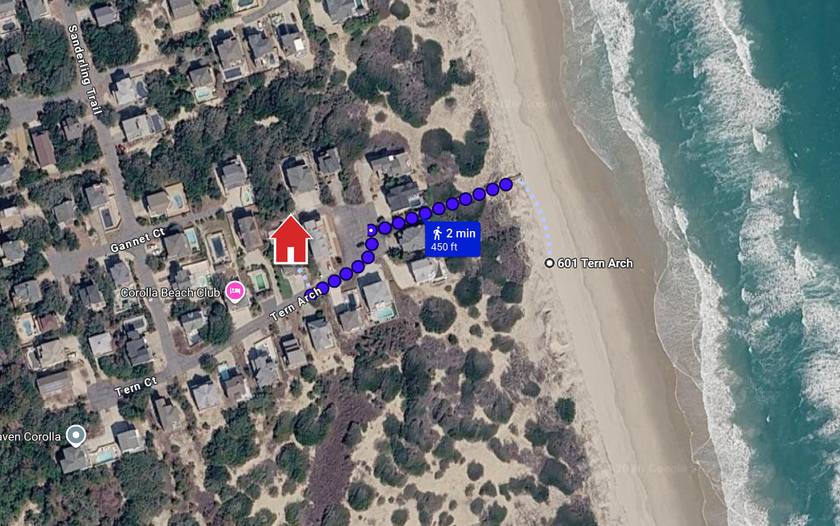 Sanderling Trail
Gannet Ct
2 min
450 ft
601 Tern Arch
Corolla Beach Club
Tern Arch
Tern Ct
aven Corolla